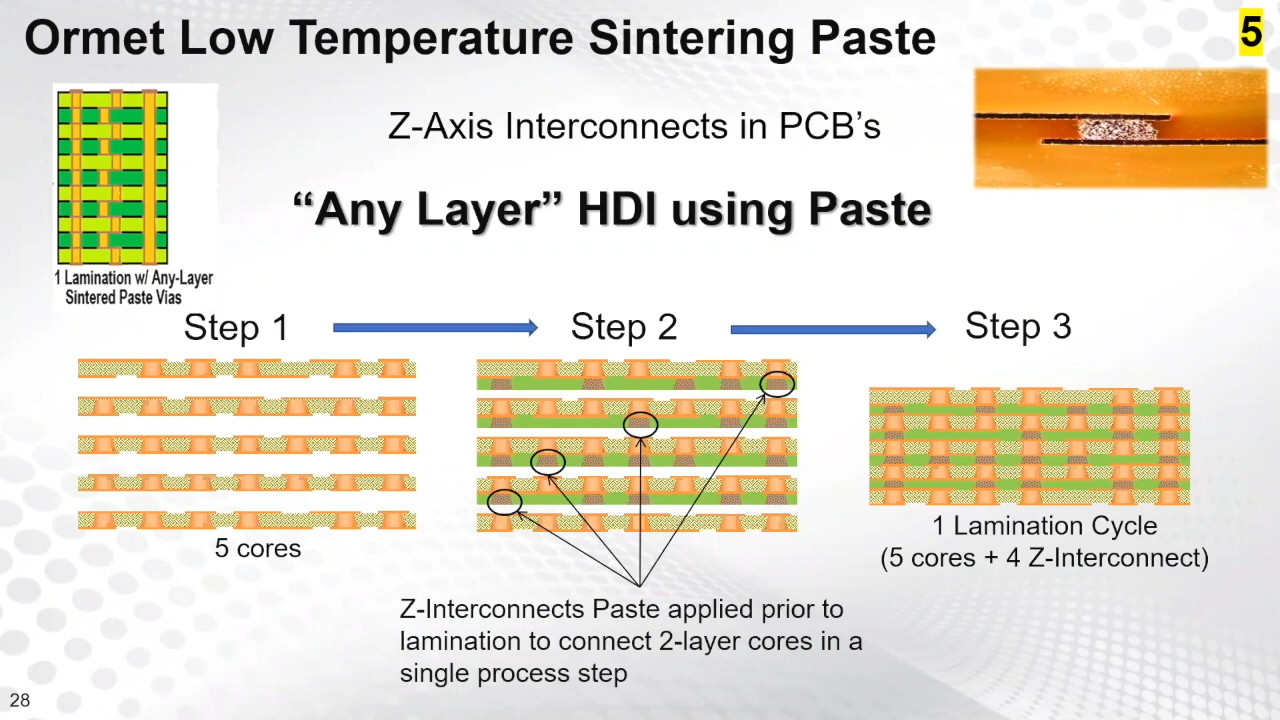 Ormet Low Temperature Sintering Paste
5
Z-Axis Interconnects in PCB's
“Any Layer” HDI using Paste
1 Lamination w/ Any-Layer
Sintered Paste Vias
Step 1
Step 2
Step 3
5 cores
1 Lamination Cycle
(5 cores + 4 Z-Interconnect)
Z-Interconnects Paste applied prior to
lamination to connect 2-layer cores in a
single process step
28